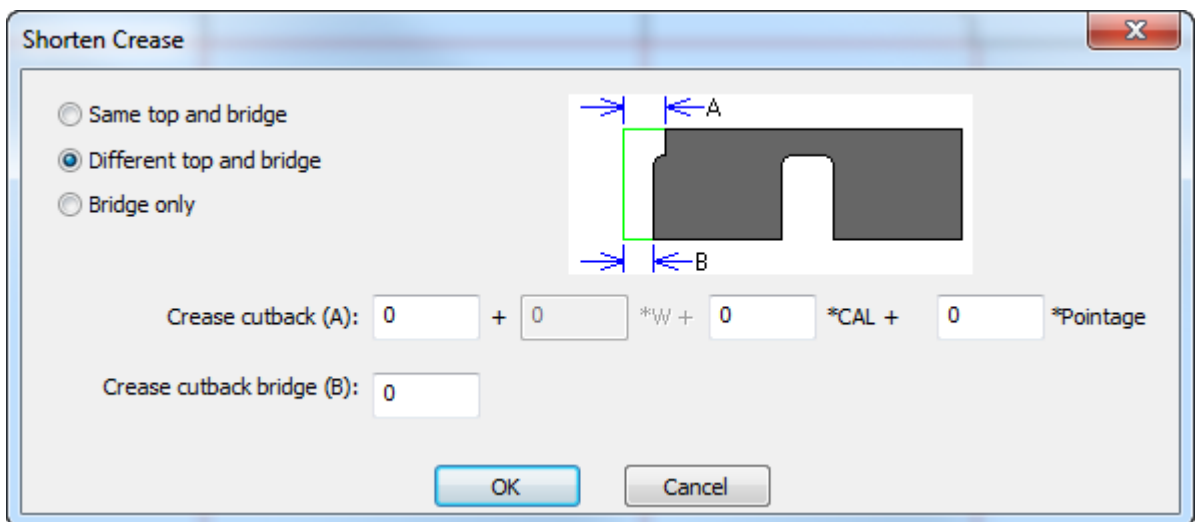 Shorten Crease
x
Same top and bridge
A
Different top and bridge
Bridge only
B
Crease cutback (A): 0 + 0 *W + 0 *CAL + 0 *Pointage
Crease cutback bridge (B): 0
OK Cancel